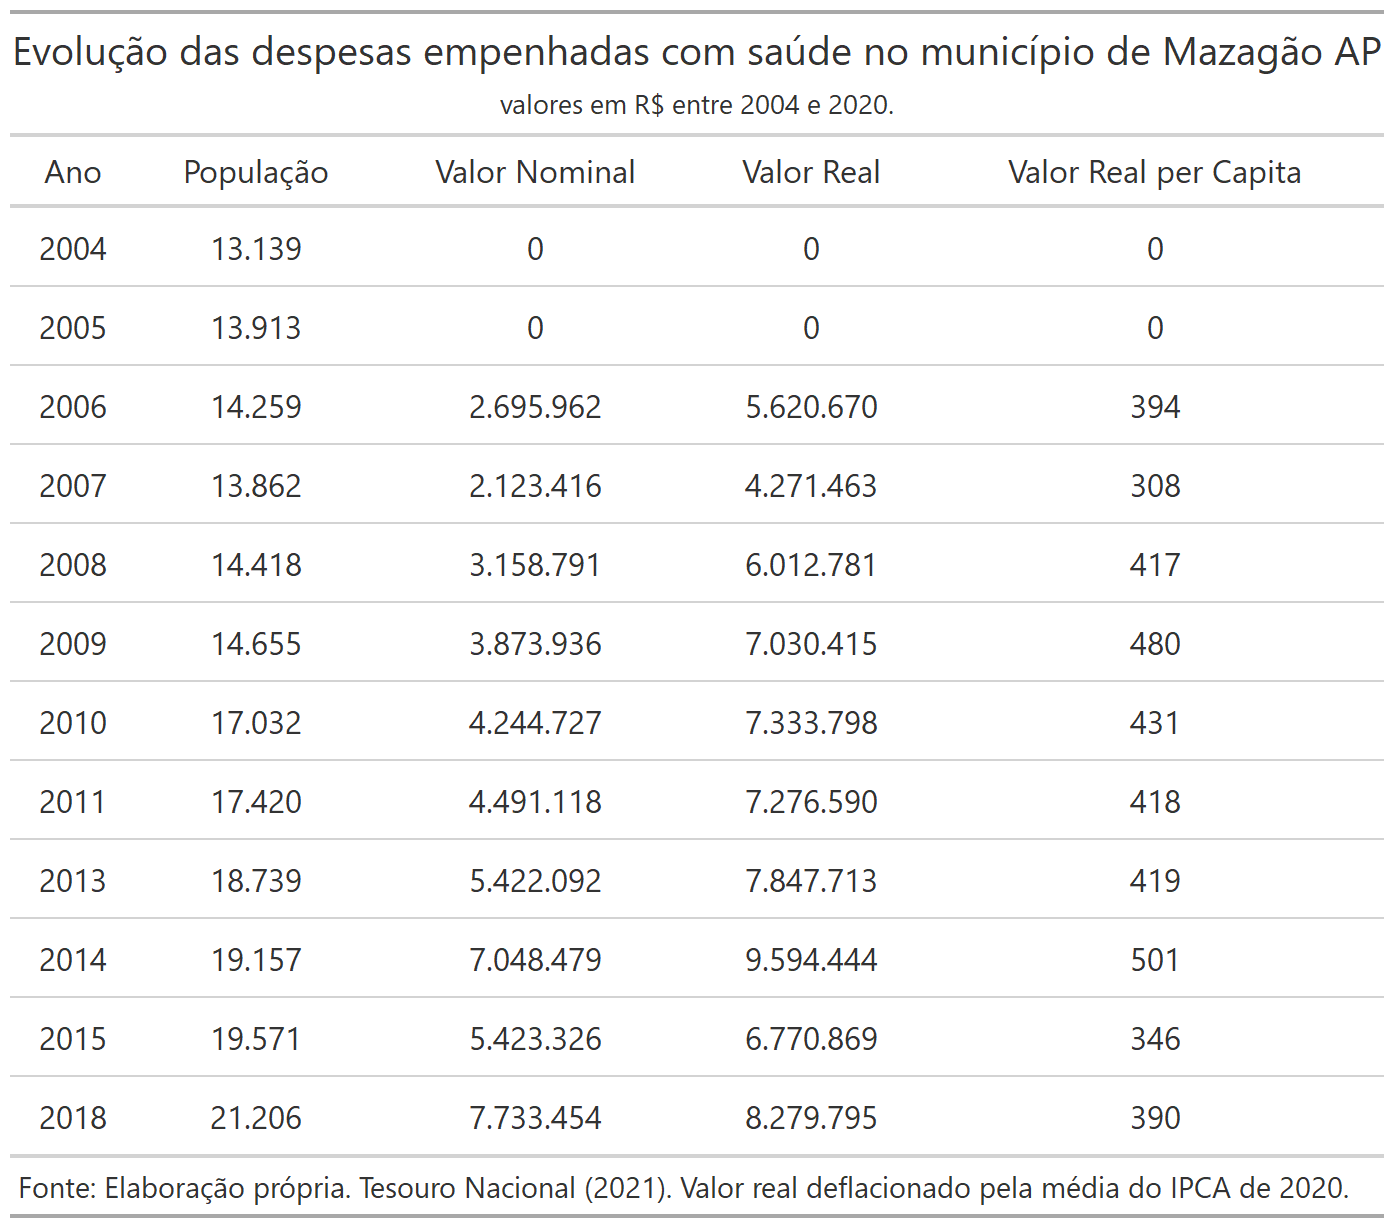 Evolução das despesas empenhadas com saúde no município de Mazagão AP
valores em R$ entre 2004 e 2020.
Ano População Valor Nominal Valor Real Valor Real per Capita
2004 13.139 0 0 0
2005 13.913 0 0 0
2006 14.259 2.695.962 5.620.670 394
2007 13.862 2.123.416 4.271.463 308
2008 14.418 3.158.791 6.012.781 417
2009 14.655 3.873.936 7.030.415 480
2010 17.032 4.244.727 7.333.798 431
2011 17.420 4.491.118 7.276.590 418
2013 18.739 5.422.092 7.847.713 419
2014 19.157 7.048.479 9.594.444 501
2015 19.571 5.423.326 6.770.869 346
2018 21.206 7.733.454 8.279.795 390
Fonte: Elaboração própria. Tesouro Nacional (2021). Valor real deflacionado pela média do IPCA de 2020.